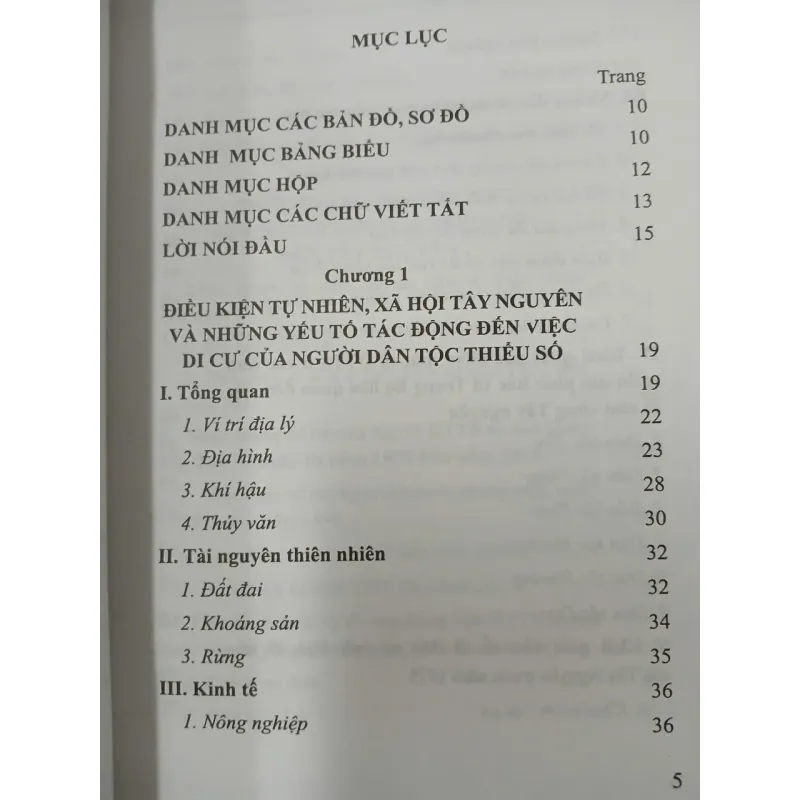 MỤC LỤC
Trang
DANH MỤC CÁC BẢN ĐỒ, SƠ ĐỒ 10
DANH MỤC BẢNG BIỂU 10
DANH MỤC HỘP 12
DANH MỤC CÁC CHỮ VIẾT TẮT 13
LỜI NÓI ĐẦU 15
Chương 1
ĐIỀU KIỆN TỰ NHIÊN, XÃ HỘI TÂY NGUYÊN
VÀ NHỮNG YẾU TỐ TÁC ĐỘNG ĐẾN VIỆC
DI CƯ CỦA NGƯỜI DÂN TỘC THIỂU SỐ 19
I. Tổng quan 19
1. Ví trí địa lý 22
2. Địa hình 23
3. Khí hậu 28
4. Thủy văn 30
II. Tài nguyên thiên nhiên 32
1. Đất đai 32
2. Khoáng sản 34
3. Rừng 35
III. Kinh tế 36
1. Nông nghiệp 36
5